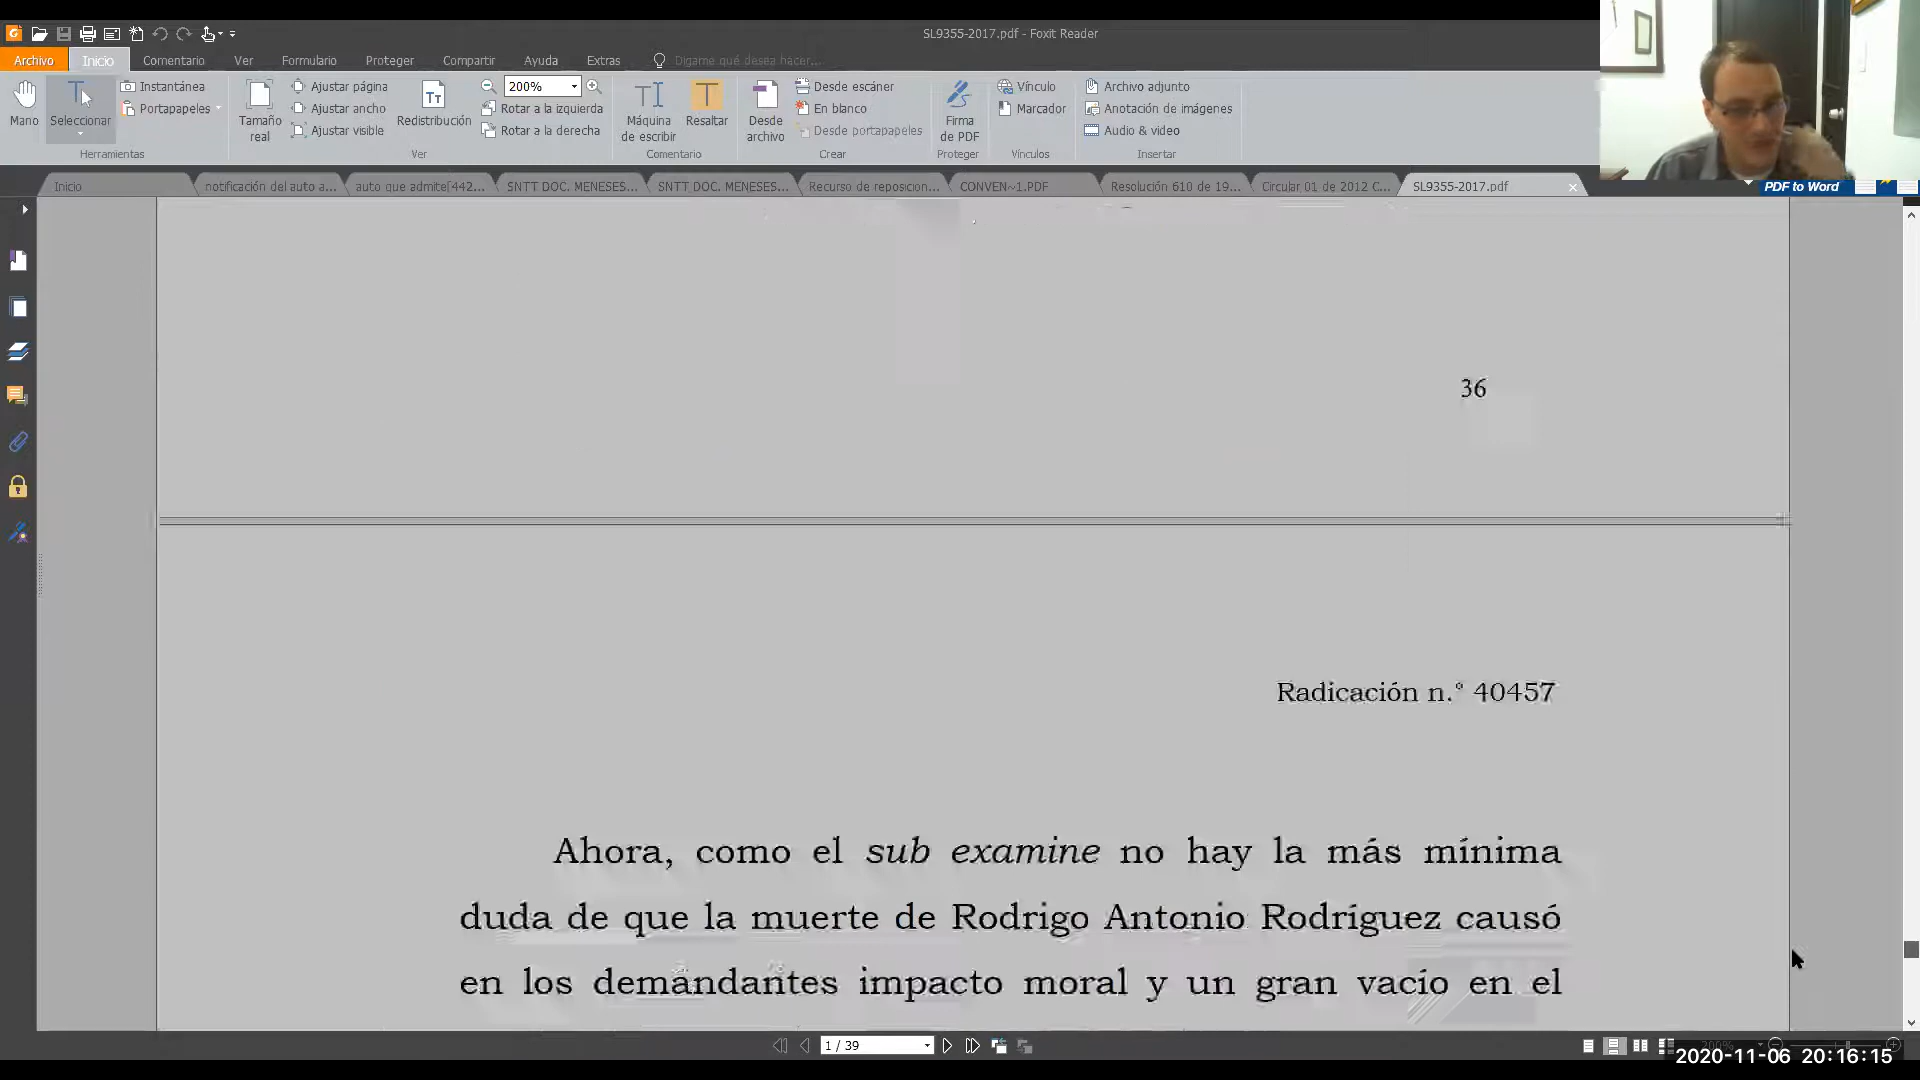 SL9355-2017.pdf - Foxit Reader
Archivo Inicio Comentario Ver Formulario Proteger Compartir Ayuda Extras Dígame qué desea hacer...
Mano
Seleccionar
Instantánea
Portapapeles
Herramientas
Tamaño real
Ajustar página
Ajustar ancho
Ajustar visible
Redistribución
200%
Rotar a la izquierda
Rotar a la derecha
Ver
Máquina de escribir
Resaltar
Comentario
Desde archivo
Desde escáner
En blanco
Desde portapapeles
Crear
Firma de PDF
Proteger
Vínculo
Marcador
Vínculos
Archivo adjunto
Anotación de imágenes
Audio & video
Insertar
Inicio notificación del auto a... auto que admite[442... SNTT DOC. MENESES... SNTT DOC. MENESES... Recurso de reposicion... CONVEN~1.PDF Resolución 610 de 19... Circular 01 de 2012 C... SL9355-2017.pdf
PDF to Word
36
Radicación n.° 40457
Ahora, como el sub examine no hay la más mínima
duda de que la muerte de Rodrigo Antonio Rodríguez causó
en los demandantes impacto moral y un gran vacío en el
1 / 39
200%
2020-11-06 20:16:15